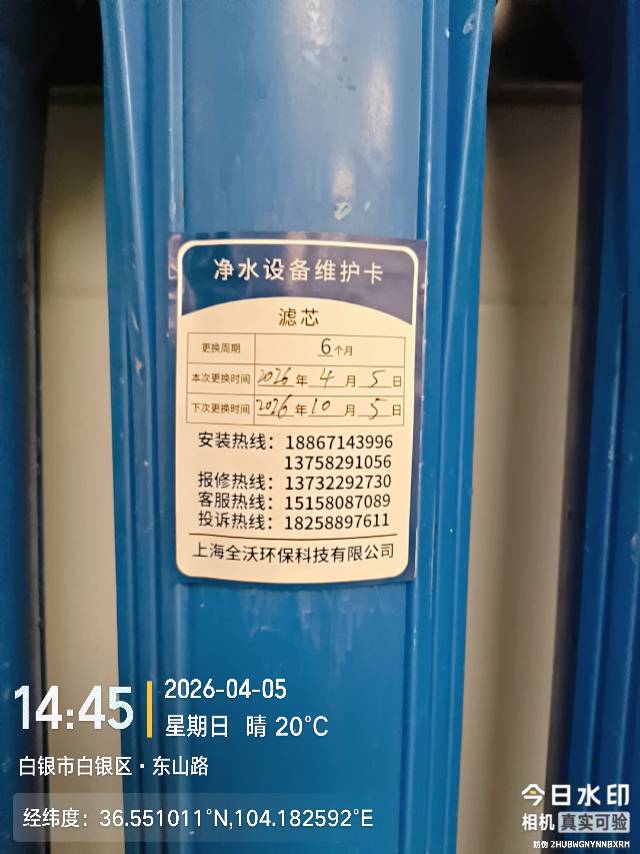 净水设备维护卡
滤芯
更换周期 6个月
本次更换时间 2026年4月5日
下次更换时间 2026年10月5日
安装热线：18867143996
13758291056
报修热线：13732292730
客服热线：15158087089
投诉热线：18258897611
上海全沃环保科技有限公司
14:45
2026-04-05
星期日 晴 20°C
白银市白银区·东山路
经纬度：36.551011°N,104.182592°E
今日水印
相机 真实可验
防伪 2HUBWGNYNNBXRM